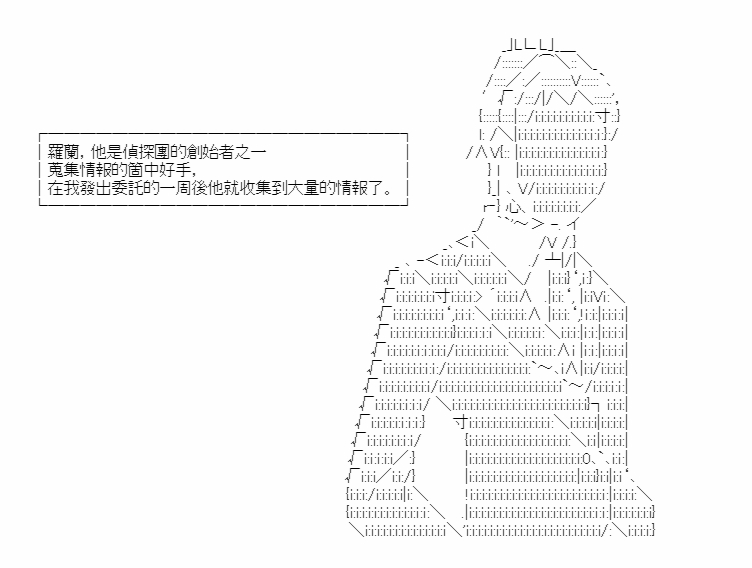 羅蘭, 他是偵探團的創始者之一
蒐集情報的箇中好手,
在我發出委託的一周後他就收集到大量的情報了。